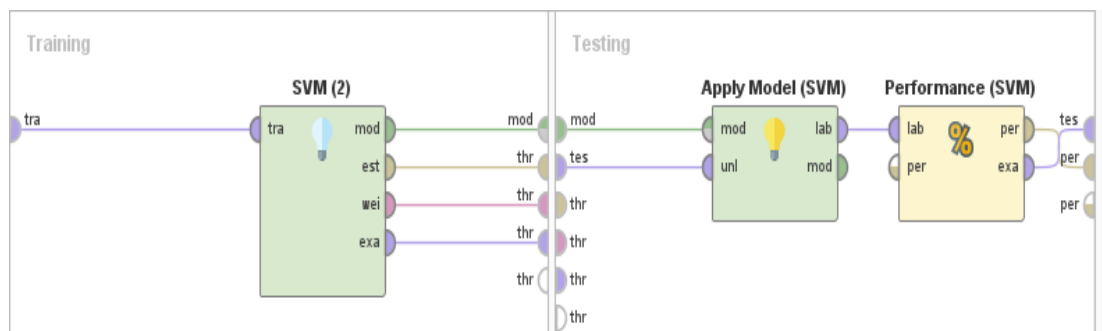 Training
Testing
SVM (2)
Apply Model (SVM)
Performance (SVM)
tra
tra
mod
mod
mod
mod
lab
lab
per
tes
est
thr
tes
unl
mod
per
exa
per
wei
thr
thr
per
exa
thr
thr
thr
thr
thr